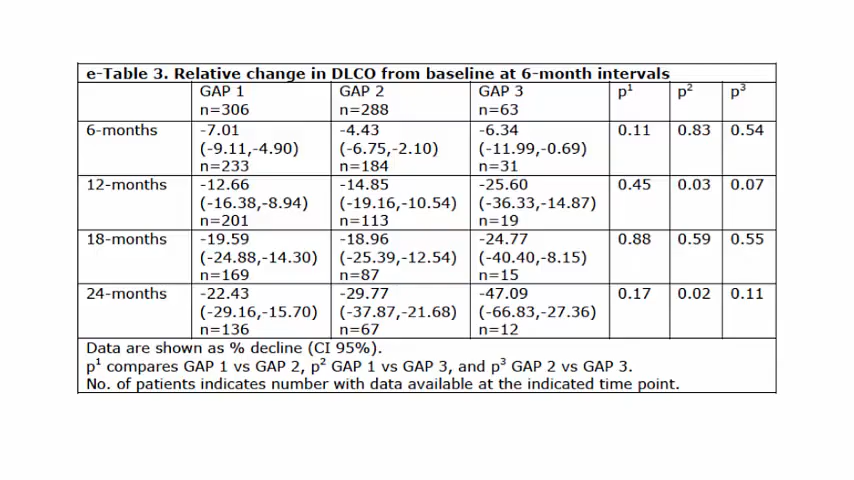 e-Table 3. Relative change in DLCO from baseline at 6-month intervals
GAP 1 GAP 2 GAP 3 p¹ p² p³
n=306 n=288 n=63
6-months -7.01 -4.43 -6.34 0.11 0.83 0.54
(-9.11,-4.90) (-6.75,-2.10) (-11.99,-0.69)
n=233 n=184 n=31
12-months -12.66 -14.85 -25.60 0.45 0.03 0.07
(-16.38,-8.94) (-19.16,-10.54) (-36.33,-14.87)
n=201 n=113 n=19
18-months -19.59 -18.96 -24.77 0.88 0.59 0.55
(-24.88,-14.30) (-25.39,-12.54) (-40.40,-8.15)
n=169 n=87 n=15
24-months -22.43 -29.77 -47.09 0.17 0.02 0.11
(-29.16,-15.70) (-37.87,-21.68) (-66.83,-27.36)
n=136 n=67 n=12
Data are shown as % decline (CI 95%).
p¹ compares GAP 1 vs GAP 2, p² GAP 1 vs GAP 3, and p³ GAP 2 vs GAP 3.
No. of patients indicates number with data available at the indicated time point.